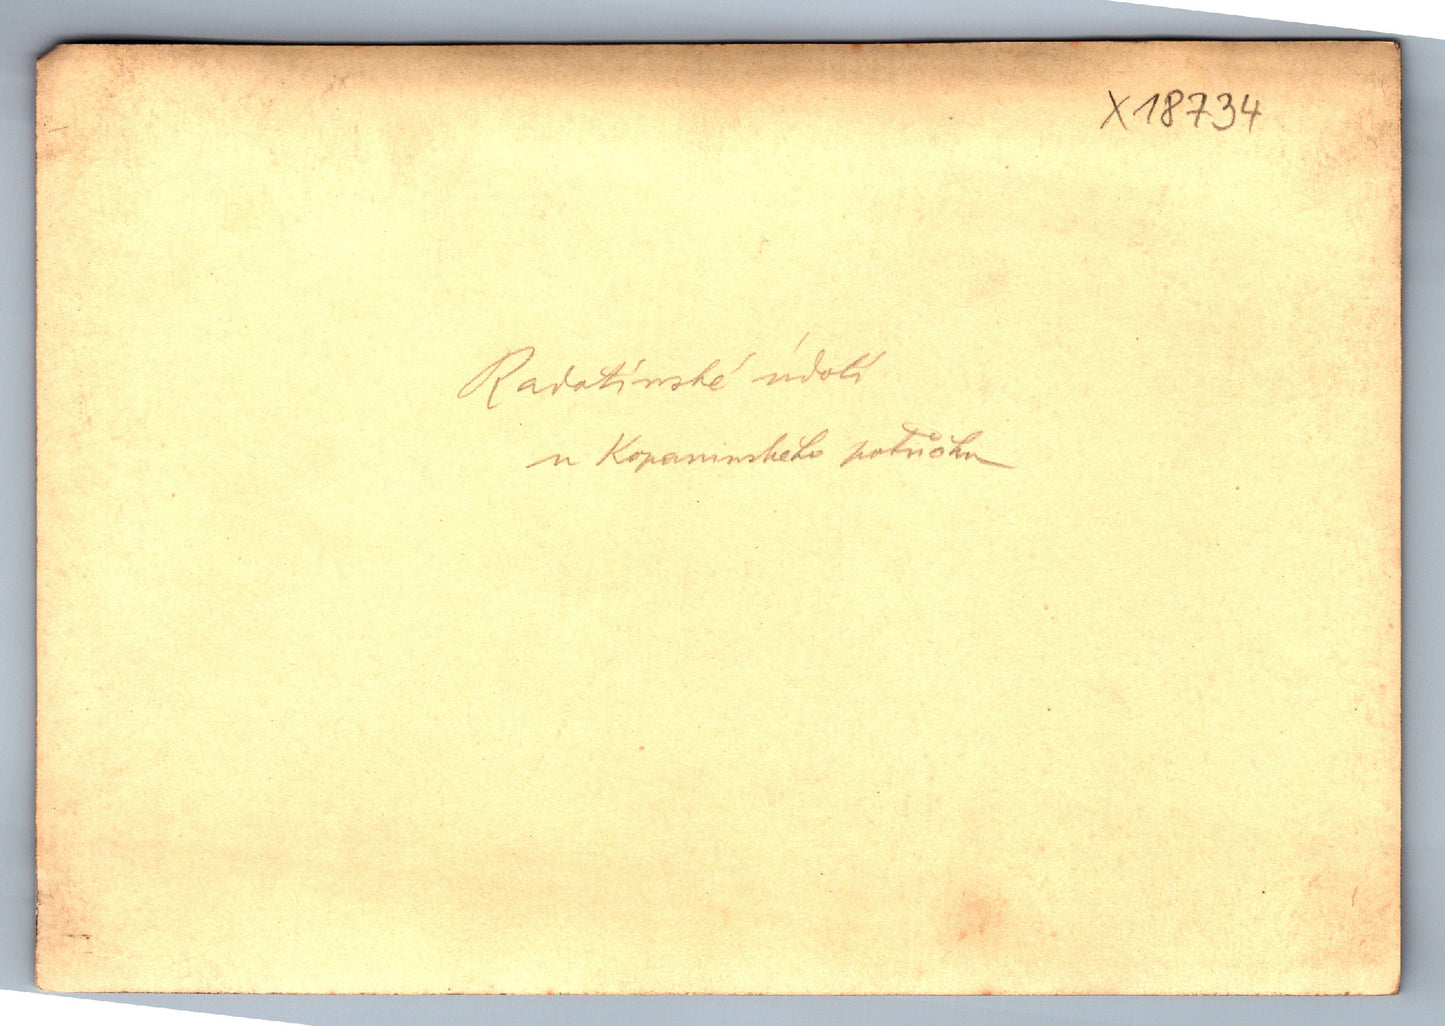 X18734
Radotínské údolí
u Kopaninského potůčku